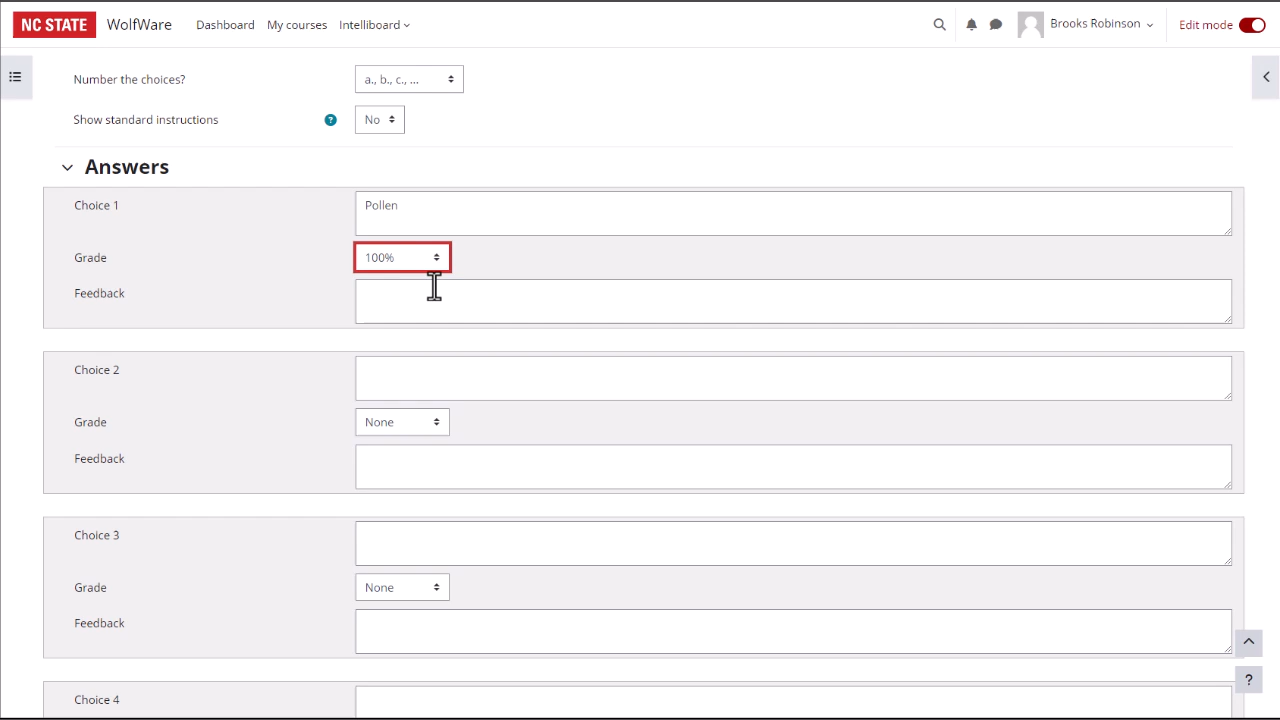 NC STATE WolfWare Dashboard My courses Intelliboard Brooks Robinson Edit mode
Number the choices? a., b., c., ...
Show standard instructions ? No
Answers
Choice 1 Pollen
Grade 100%
Feedback
Choice 2
Grade None
Feedback
Choice 3
Grade None
Feedback
Choice 4
?